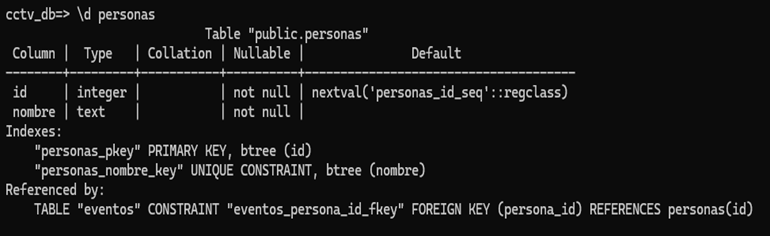 cctv_db=> \d personas
                            Table "public.personas"
 Column |  Type   | Collation | Nullable |               Default
--------+---------+-----------+----------+--------------------------------------
 id     | integer |           | not null | nextval('personas_id_seq'::regclass)
 nombre | text    |           | not null |
Indexes:
    "personas_pkey" PRIMARY KEY, btree (id)
    "personas_nombre_key" UNIQUE CONSTRAINT, btree (nombre)
Referenced by:
    TABLE "eventos" CONSTRAINT "eventos_persona_id_fkey" FOREIGN KEY (persona_id) REFERENCES personas(id)